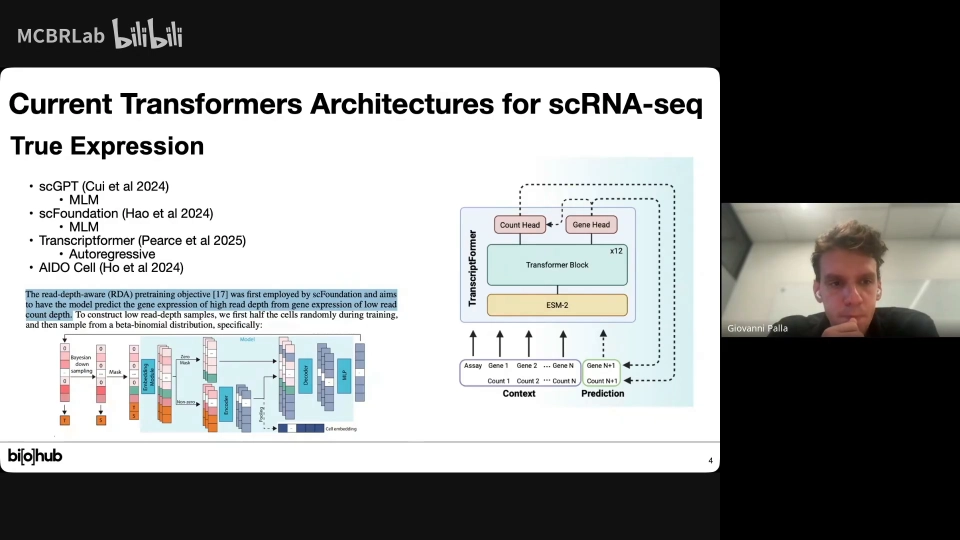 MCBRLab bilibili
Current Transformers Architectures for scRNA-seq
True Expression
• scGPT (Cui et al 2024)
• MLM
• scFoundation (Hao et al 2024)
• MLM
• Transcriptformer (Pearce et al 2025)
• Autoregressive
• AIDO Cell (Ho et al 2024)
The read-depth-aware (RDA) pretraining objective [17] was first employed by scFoundation and aims
to have the model predict the gene expression of high read depth from gene expression of low read
count depth. To construct low read-depth samples, we first half the cells randomly during training,
and then sample from a beta-binomial distribution, specifically:
Bayesian
down
sampling
Mask
Embedding
Module
Zero
Mask
Non-zero
Encoder
Model
Padding
Decoder
MLP
Cell embedding
TranscriptFormer
Count Head
Gene Head
x12
Transformer Block
ESM-2
Assay Gene 1 Gene 2 ··· Gene N Gene N+1
Count 1 Count 2 ··· Count N Count N+1
Context Prediction
bi[o]hub
4
Giovanni Palla